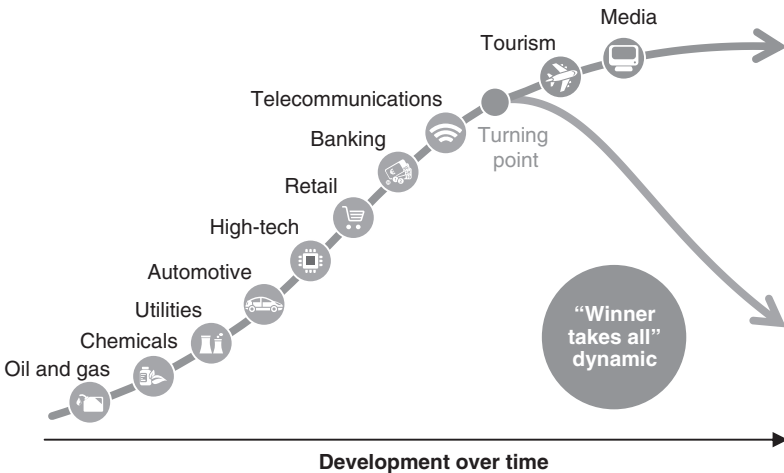 Media
Tourism
Telecommunications
Turning
point
Banking
Retail
High-tech
Automotive
Utilities
Chemicals
Oil and gas
“Winner
takes all”
dynamic
Development over time